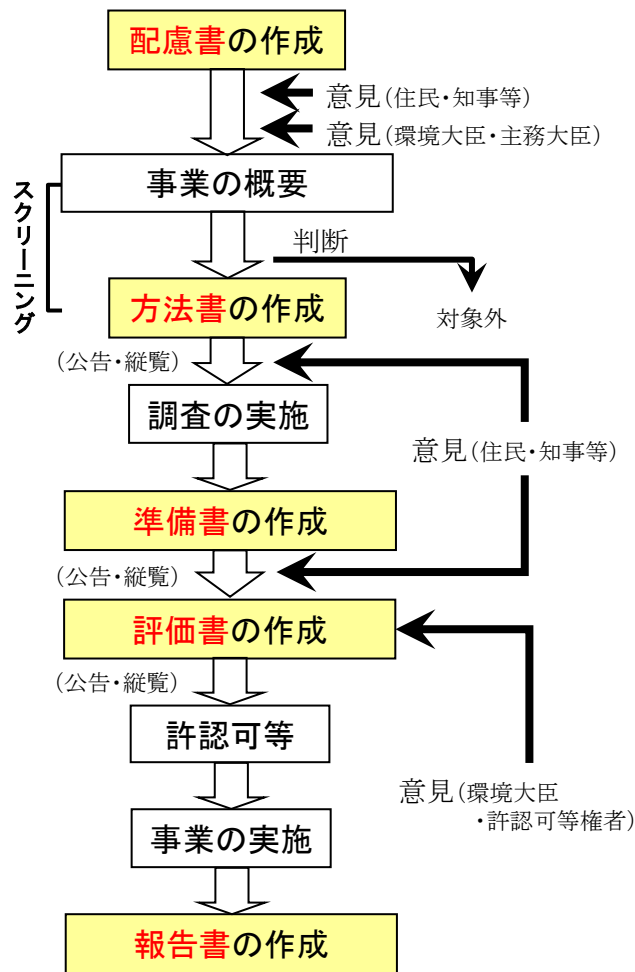 配慮書の作成
意見(住民・知事等)
意見(環境大臣・主務大臣)
事業の概要
スクリーニング
判断
方法書の作成
対象外
(公告・縦覧)
調査の実施
意見(住民・知事等)
準備書の作成
(公告・縦覧)
評価書の作成
(公告・縦覧)
許認可等
意見(環境大臣
・許認可等権者)
事業の実施
報告書の作成